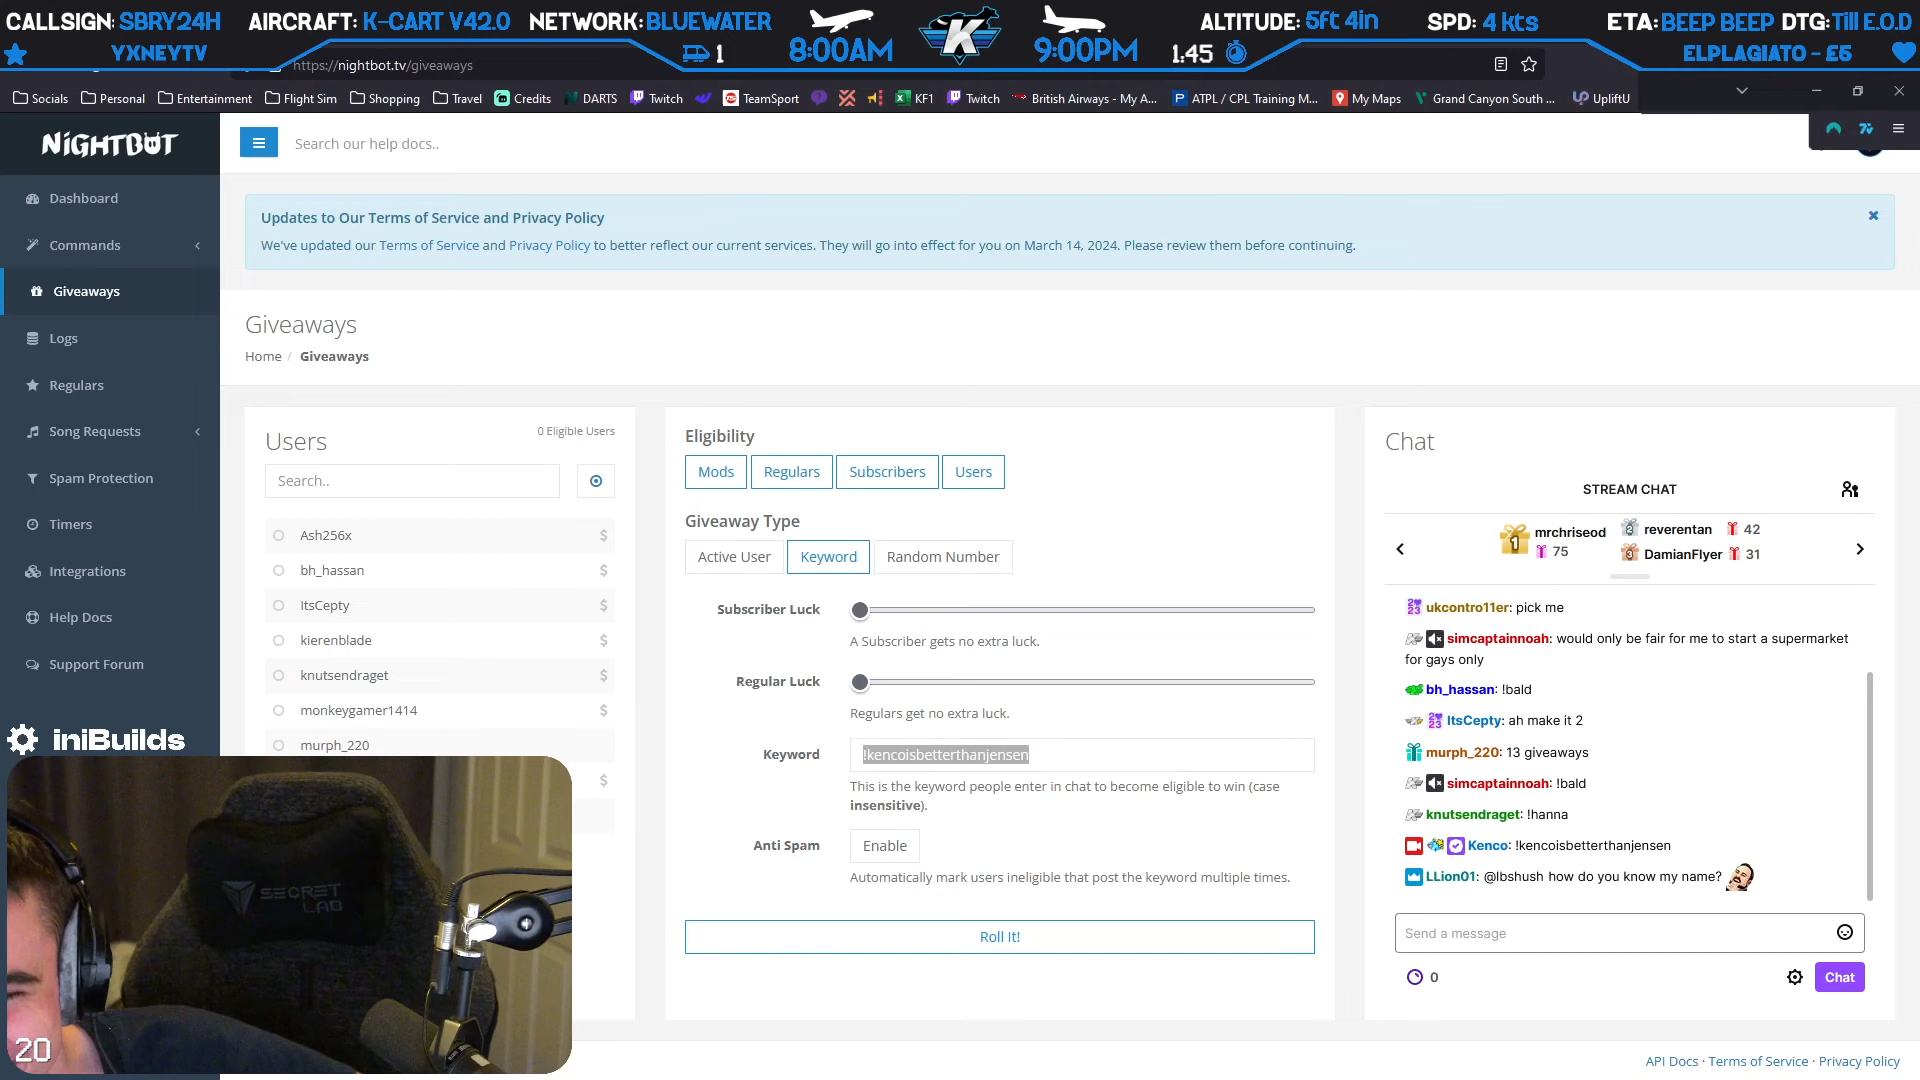 CALLSIGN: SBRY24H AIRCRAFT: K-CART V42.0 NETWORK: BLUEWATER ALTITUDE: 5ft 4in SPD: 4 kts ETA: BEEP BEEP DTG: Till E.O.D
YXNEYTV 1 8:00AM K 9:00PM 1:45 ELPLAGIATO - £5
https://nightbot.tv/giveaways
Socials Personal Entertainment Flight Sim Shopping Travel Credits DARTS Twitch TeamSport KF1 Twitch British Airways - My A... ATPL / CPL Training M... My Maps Grand Canyon South ... UpliftU
NiGHTBOT
Search our help docs..
Dashboard
Commands
Giveaways
Logs
Regulars
Song Requests
Spam Protection
Timers
Integrations
Help Docs
Support Forum
iniBuilds
SECRET
LAB
20
Updates to Our Terms of Service and Privacy Policy
We've updated our Terms of Service and Privacy Policy to better reflect our current services. They will go into effect for you on March 14, 2024. Please review them before continuing.
Giveaways
Home / Giveaways
Users
0 Eligible Users
Search..
Ash256x $
bh_hassan $
ItsCepty $
kierenblade $
knutsendraget $
monkeygamer1414 $
murph_220
$
Eligibility
Mods Regulars Subscribers Users
Giveaway Type
Active User Keyword Random Number
Subscriber Luck
A Subscriber gets no extra luck.
Regular Luck
Regulars get no extra luck.
Keyword !kencoisbetterthanjensen
This is the keyword people enter in chat to become eligible to win (case
insensitive).
Anti Spam Enable
Automatically mark users ineligible that post the keyword multiple times.
Roll It!
Chat
STREAM CHAT
1 mrchriseod 75
2 reverentan 42
3 DamianFlyer 31
ukcontro11er: pick me
simcaptainnoah: would only be fair for me to start a supermarket
for gays only
bh_hassan: !bald
ItsCepty: ah make it 2
murph_220: 13 giveaways
simcaptainnoah: !bald
knutsendraget: !hanna
Kenco: !kencoisbetterthanjensen
LLion01: @lbshush how do you know my name?
Send a message
0
Chat
API Docs · Terms of Service · Privacy Policy